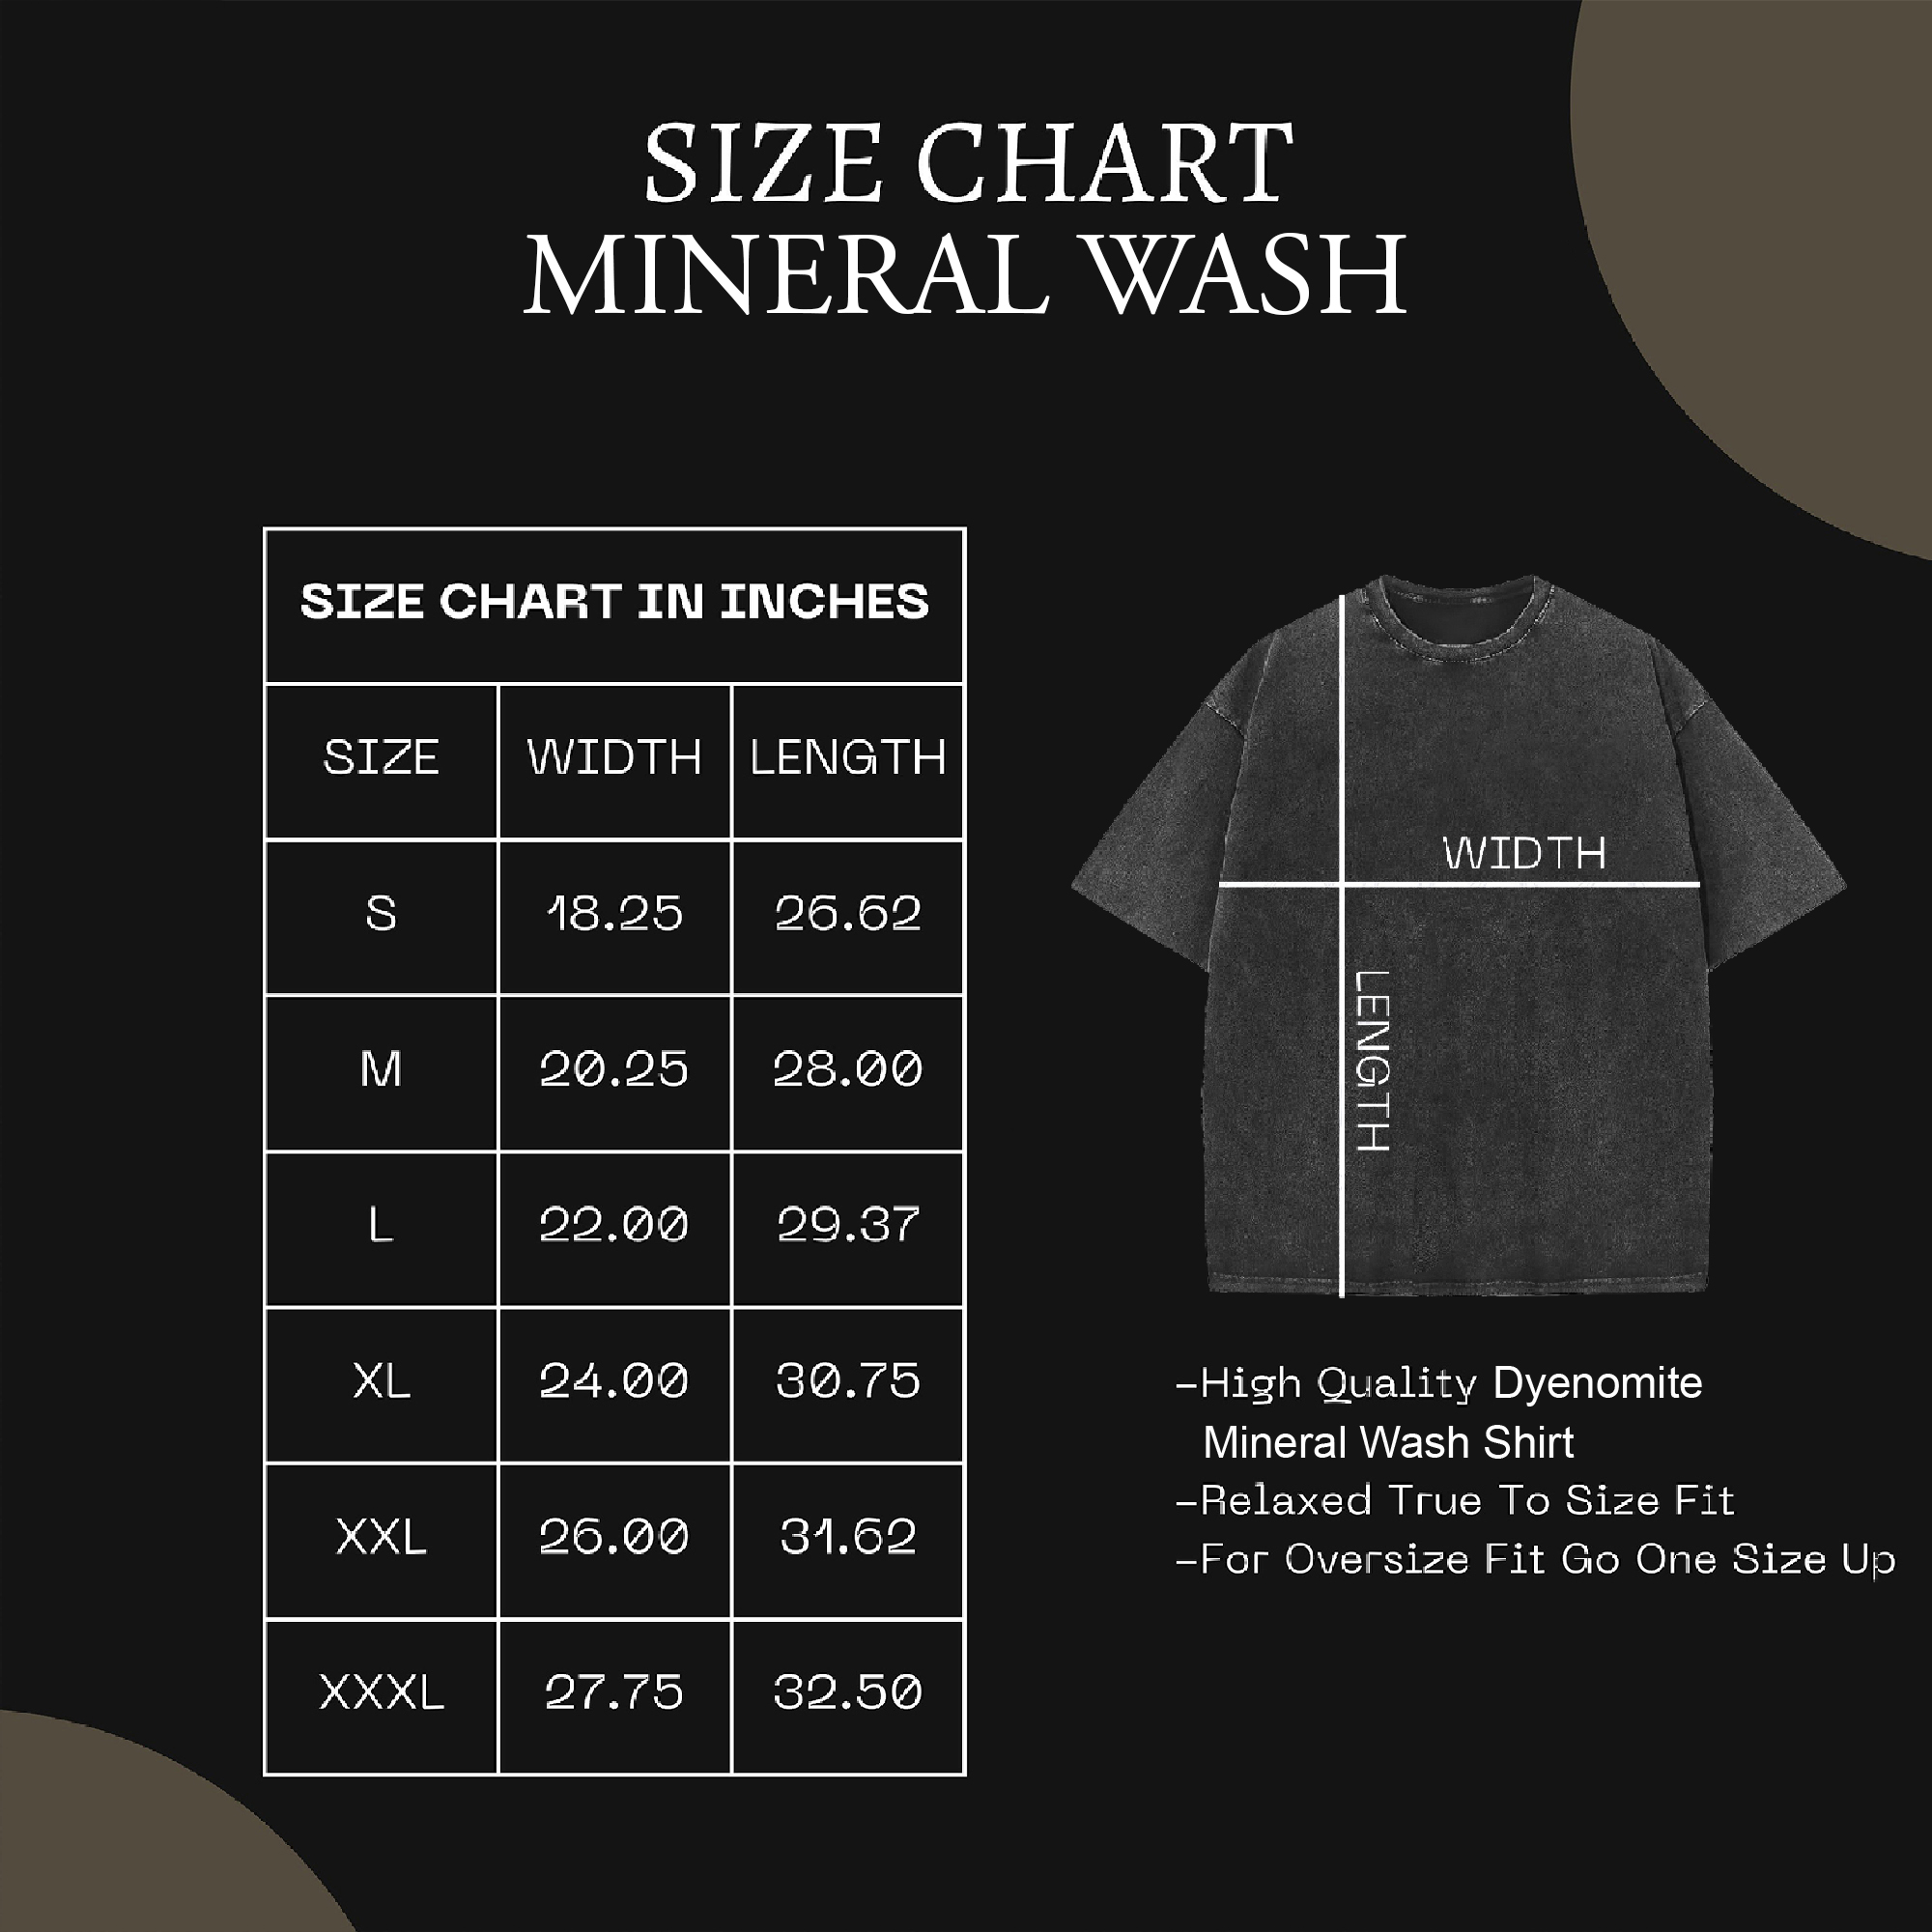 SIZE CHART
MINERAL WASH
SIZE CHART IN INCHES
SIZE WIDTH LENGTH
S 18.25 26.62
M 20.25 28.00
L 22.00 29.37
XL 24.00 30.75
XXL 26.00 31.62
XXXL 27.75 32.50
WIDTH
LENGTH
-High Quality Dyenomite
Mineral Wash Shirt
-Relaxed True To Size Fit
-For Oversize Fit Go One Size Up